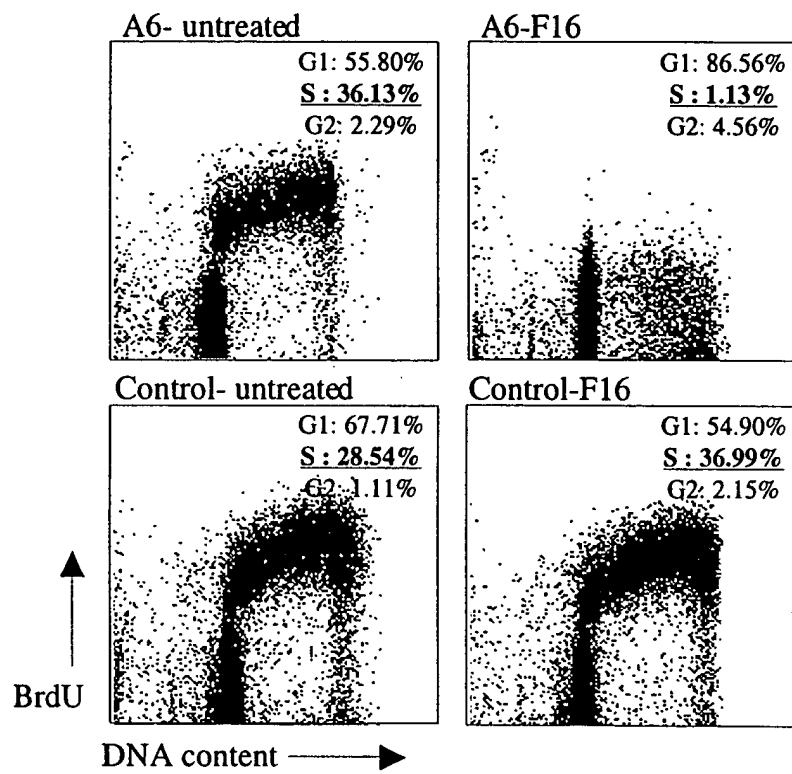 A6- untreated
G1: 55.80%
S : 36.13%
G2: 2.29%
A6-F16
G1: 86.56%
S : 1.13%
G2: 4.56%
Control- untreated
G1: 67.71%
S : 28.54%
G2: 1.11%
Control-F16
G1: 54.90%
S : 36.99%
G2: 2.15%
BrdU
DNA content